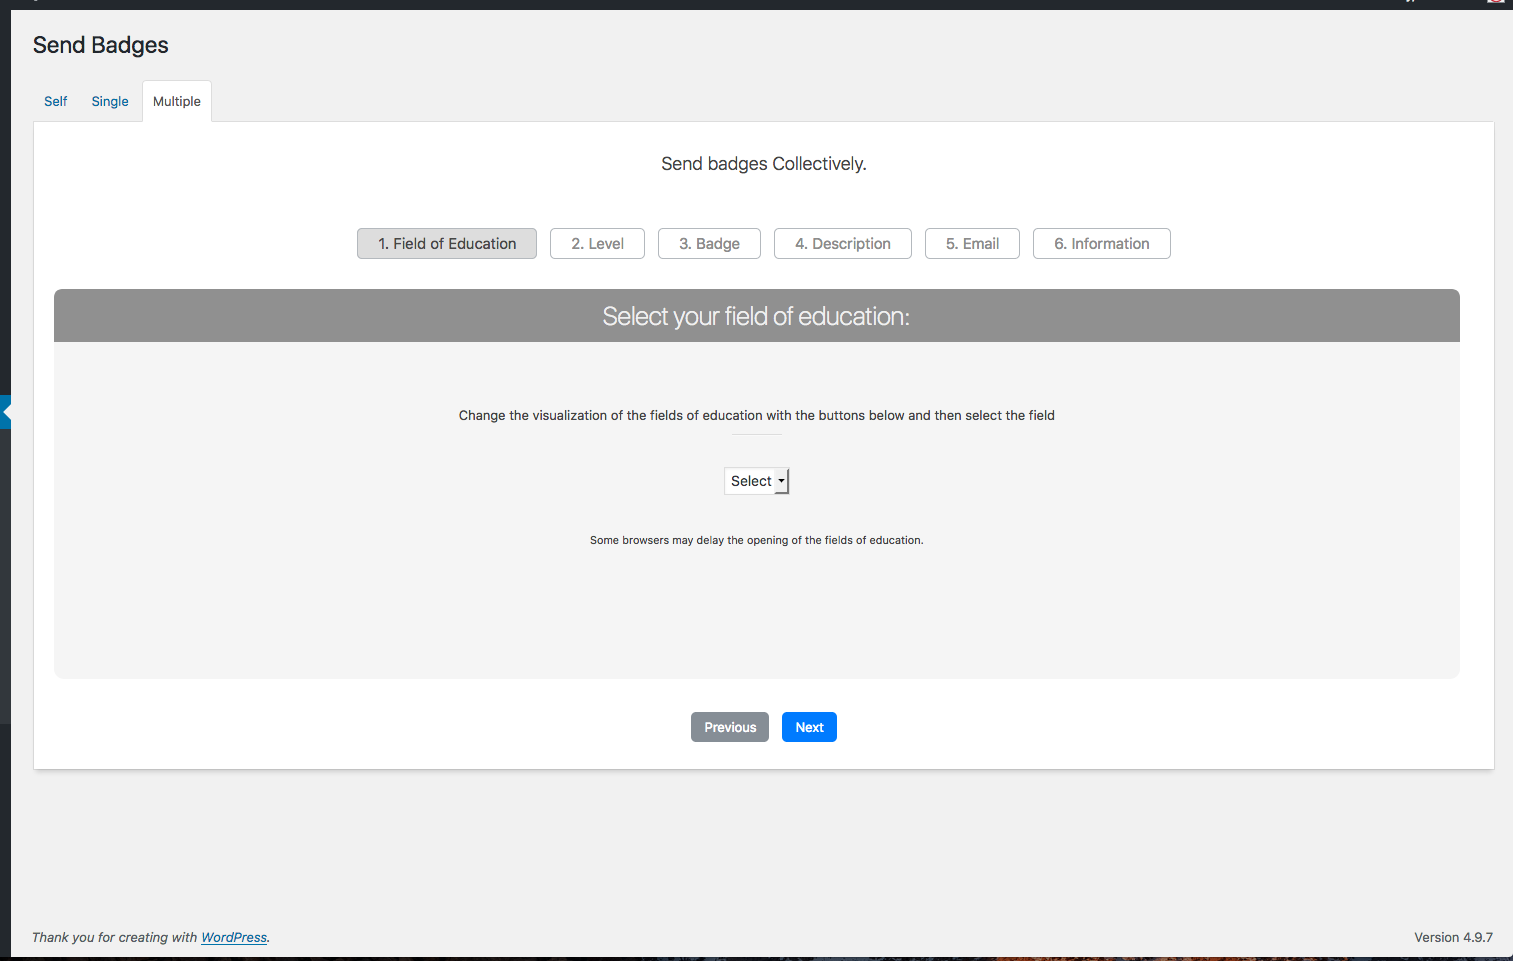 Send Badges
Self Single Multiple
Send badges Collectively.
1. Field of Education 2. Level 3. Badge 4. Description 5. Email 6. Information
Select your field of education:
Change the visualization of the fields of education with the buttons below and then select the field
Select
Some browsers may delay the opening of the fields of education.
Previous Next
Thank you for creating with WordPress. Version 4.9.7